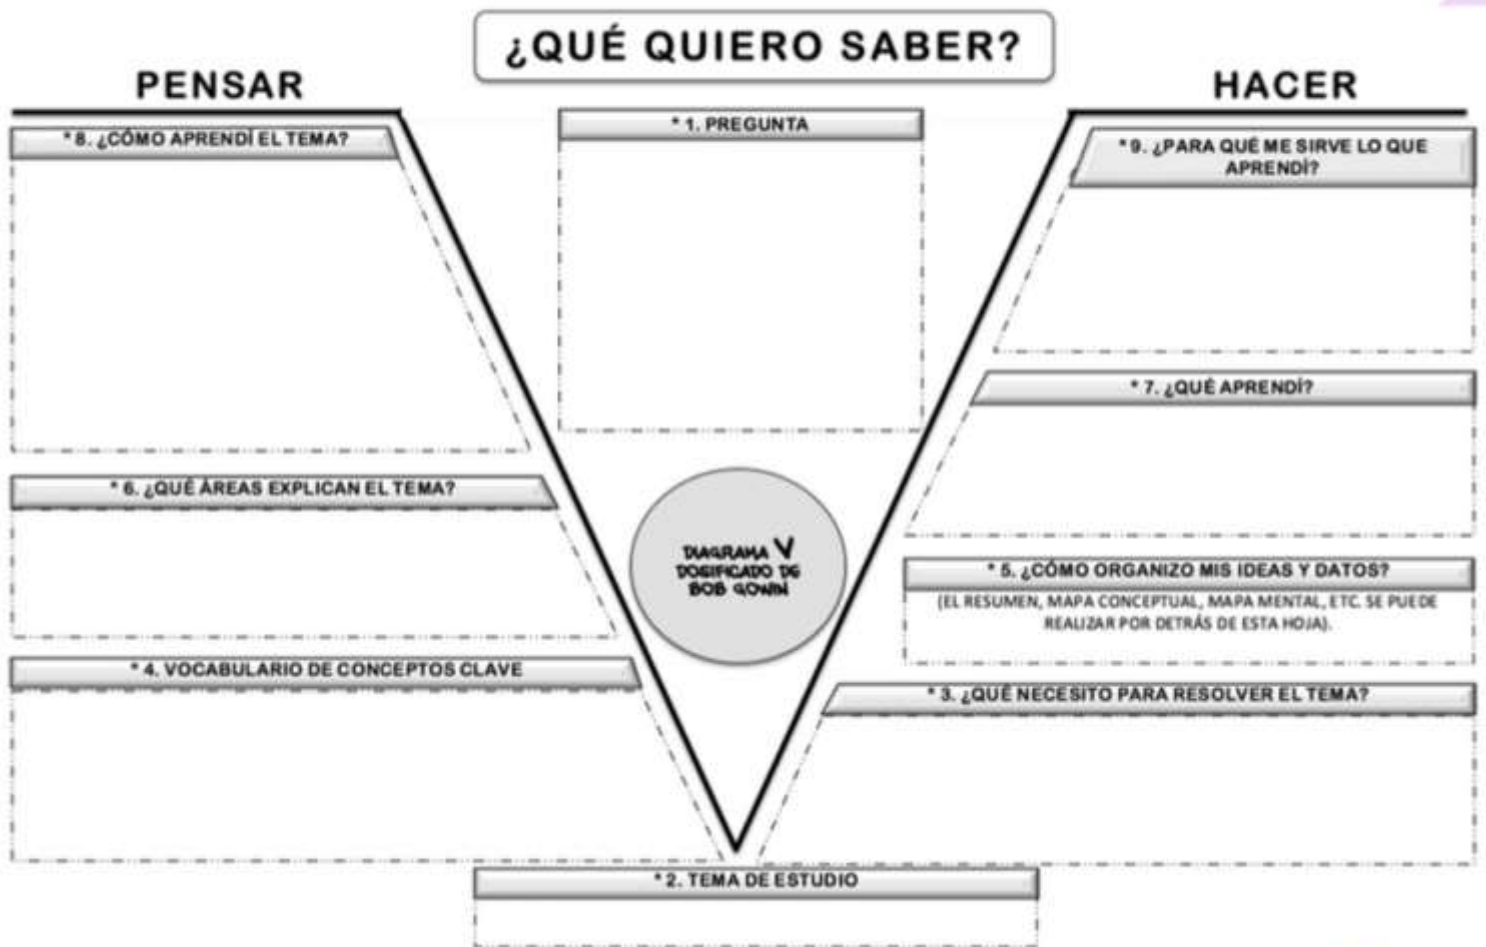 ¿QUÉ QUIERO SABER?
PENSAR
HACER
* 8. ¿CÓMO APRENDÍ EL TEMA?
* 1. PREGUNTA
* 9. ¿PARA QUÉ ME SIRVE LO QUE
APRENDÍ?
* 7. ¿QUÉ APRENDÍ?
* 6. ¿QUÉ ÁREAS EXPLICAN EL TEMA?
DIAGRAMA V
DOSIFICADO DE
BOB GOWIN
* 5. ¿CÓMO ORGANIZO MIS IDEAS Y DATOS?
(EL RESUMEN, MAPA CONCEPTUAL, MAPA MENTAL, ETC. SE PUEDE
REALIZAR POR DETRÁS DE ESTA HOJA).
* 4. VOCABULARIO DE CONCEPTOS CLAVE
* 3. ¿QUÉ NECESITO PARA RESOLVER EL TEMA?
* 2. TEMA DE ESTUDIO